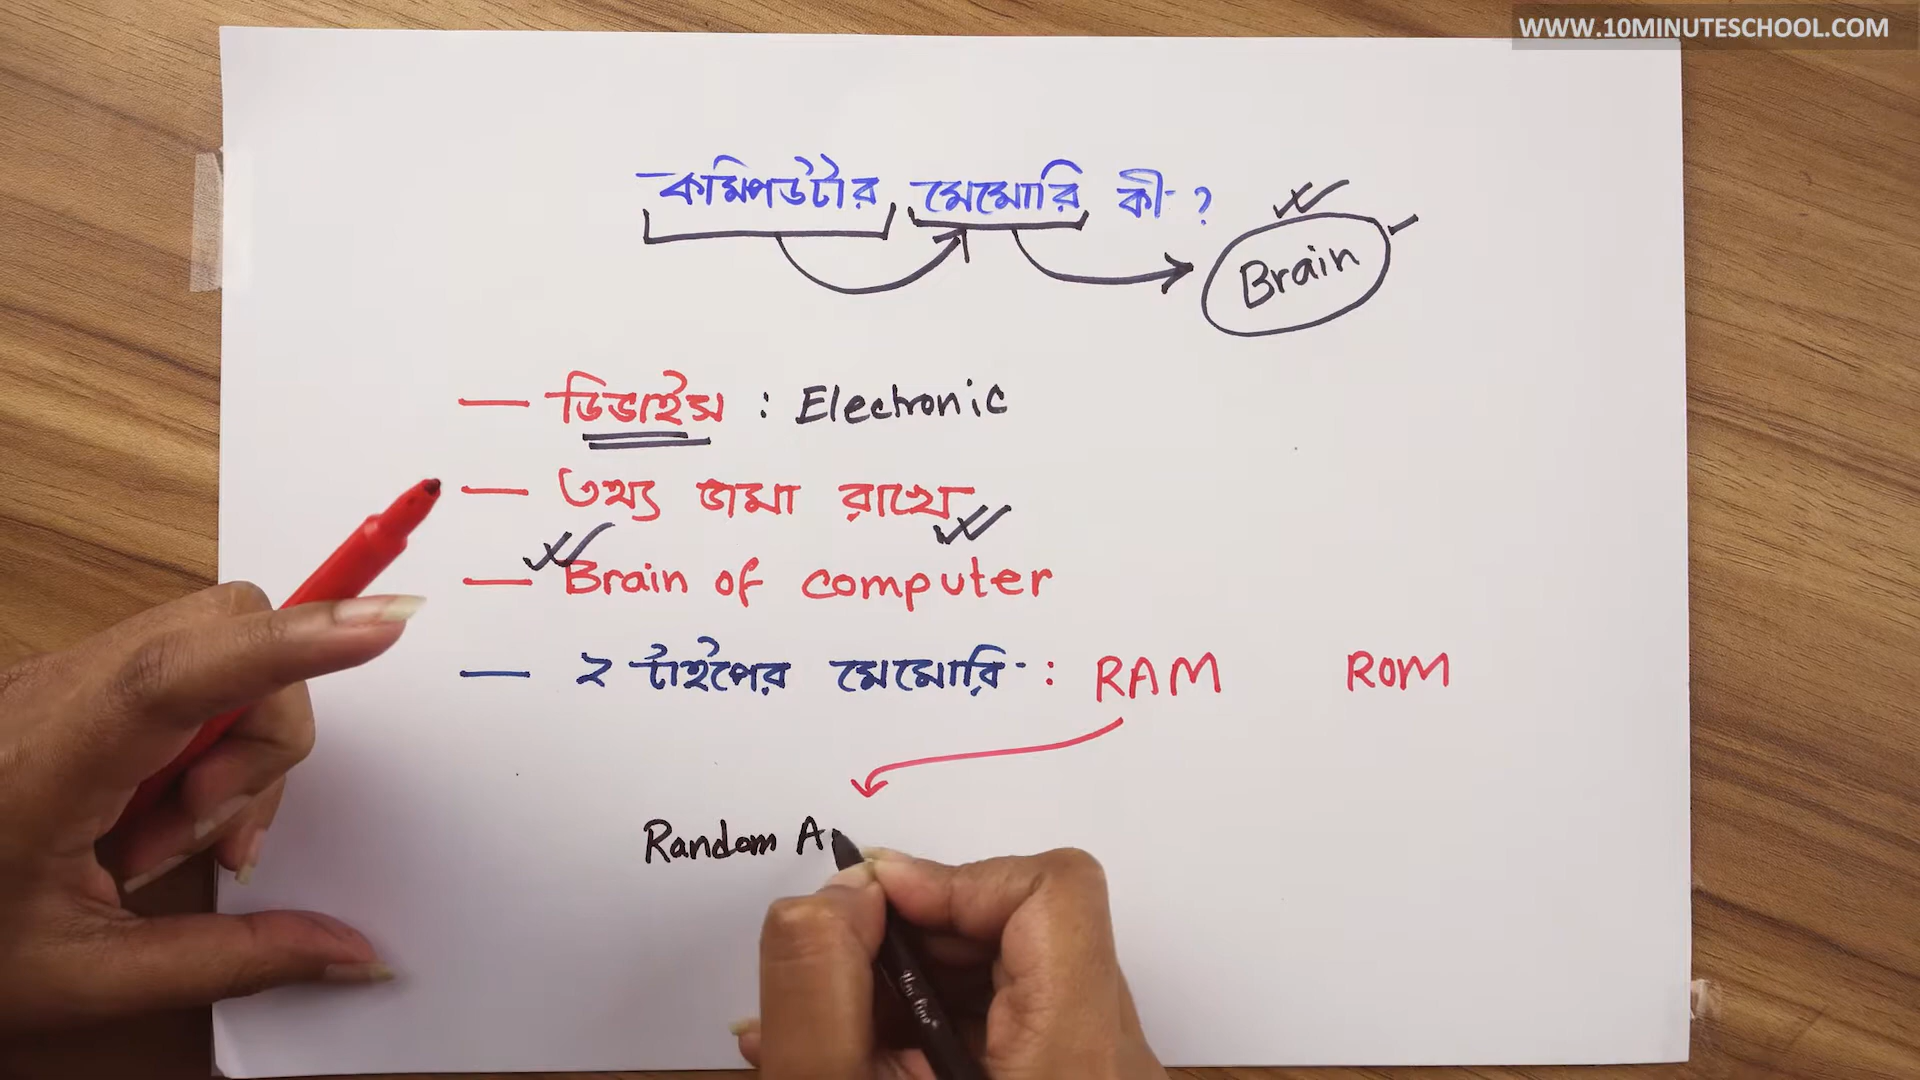 WWW.10MINUTESCHOOL.COM
কম্পিউটার মেমোরি কী ?
Brain
— ডিভাইস : Electronic
— তথ্য জমা রাখে
— Brain of computer
— ২ টাইপের মেমোরি : RAM ROM
Random A